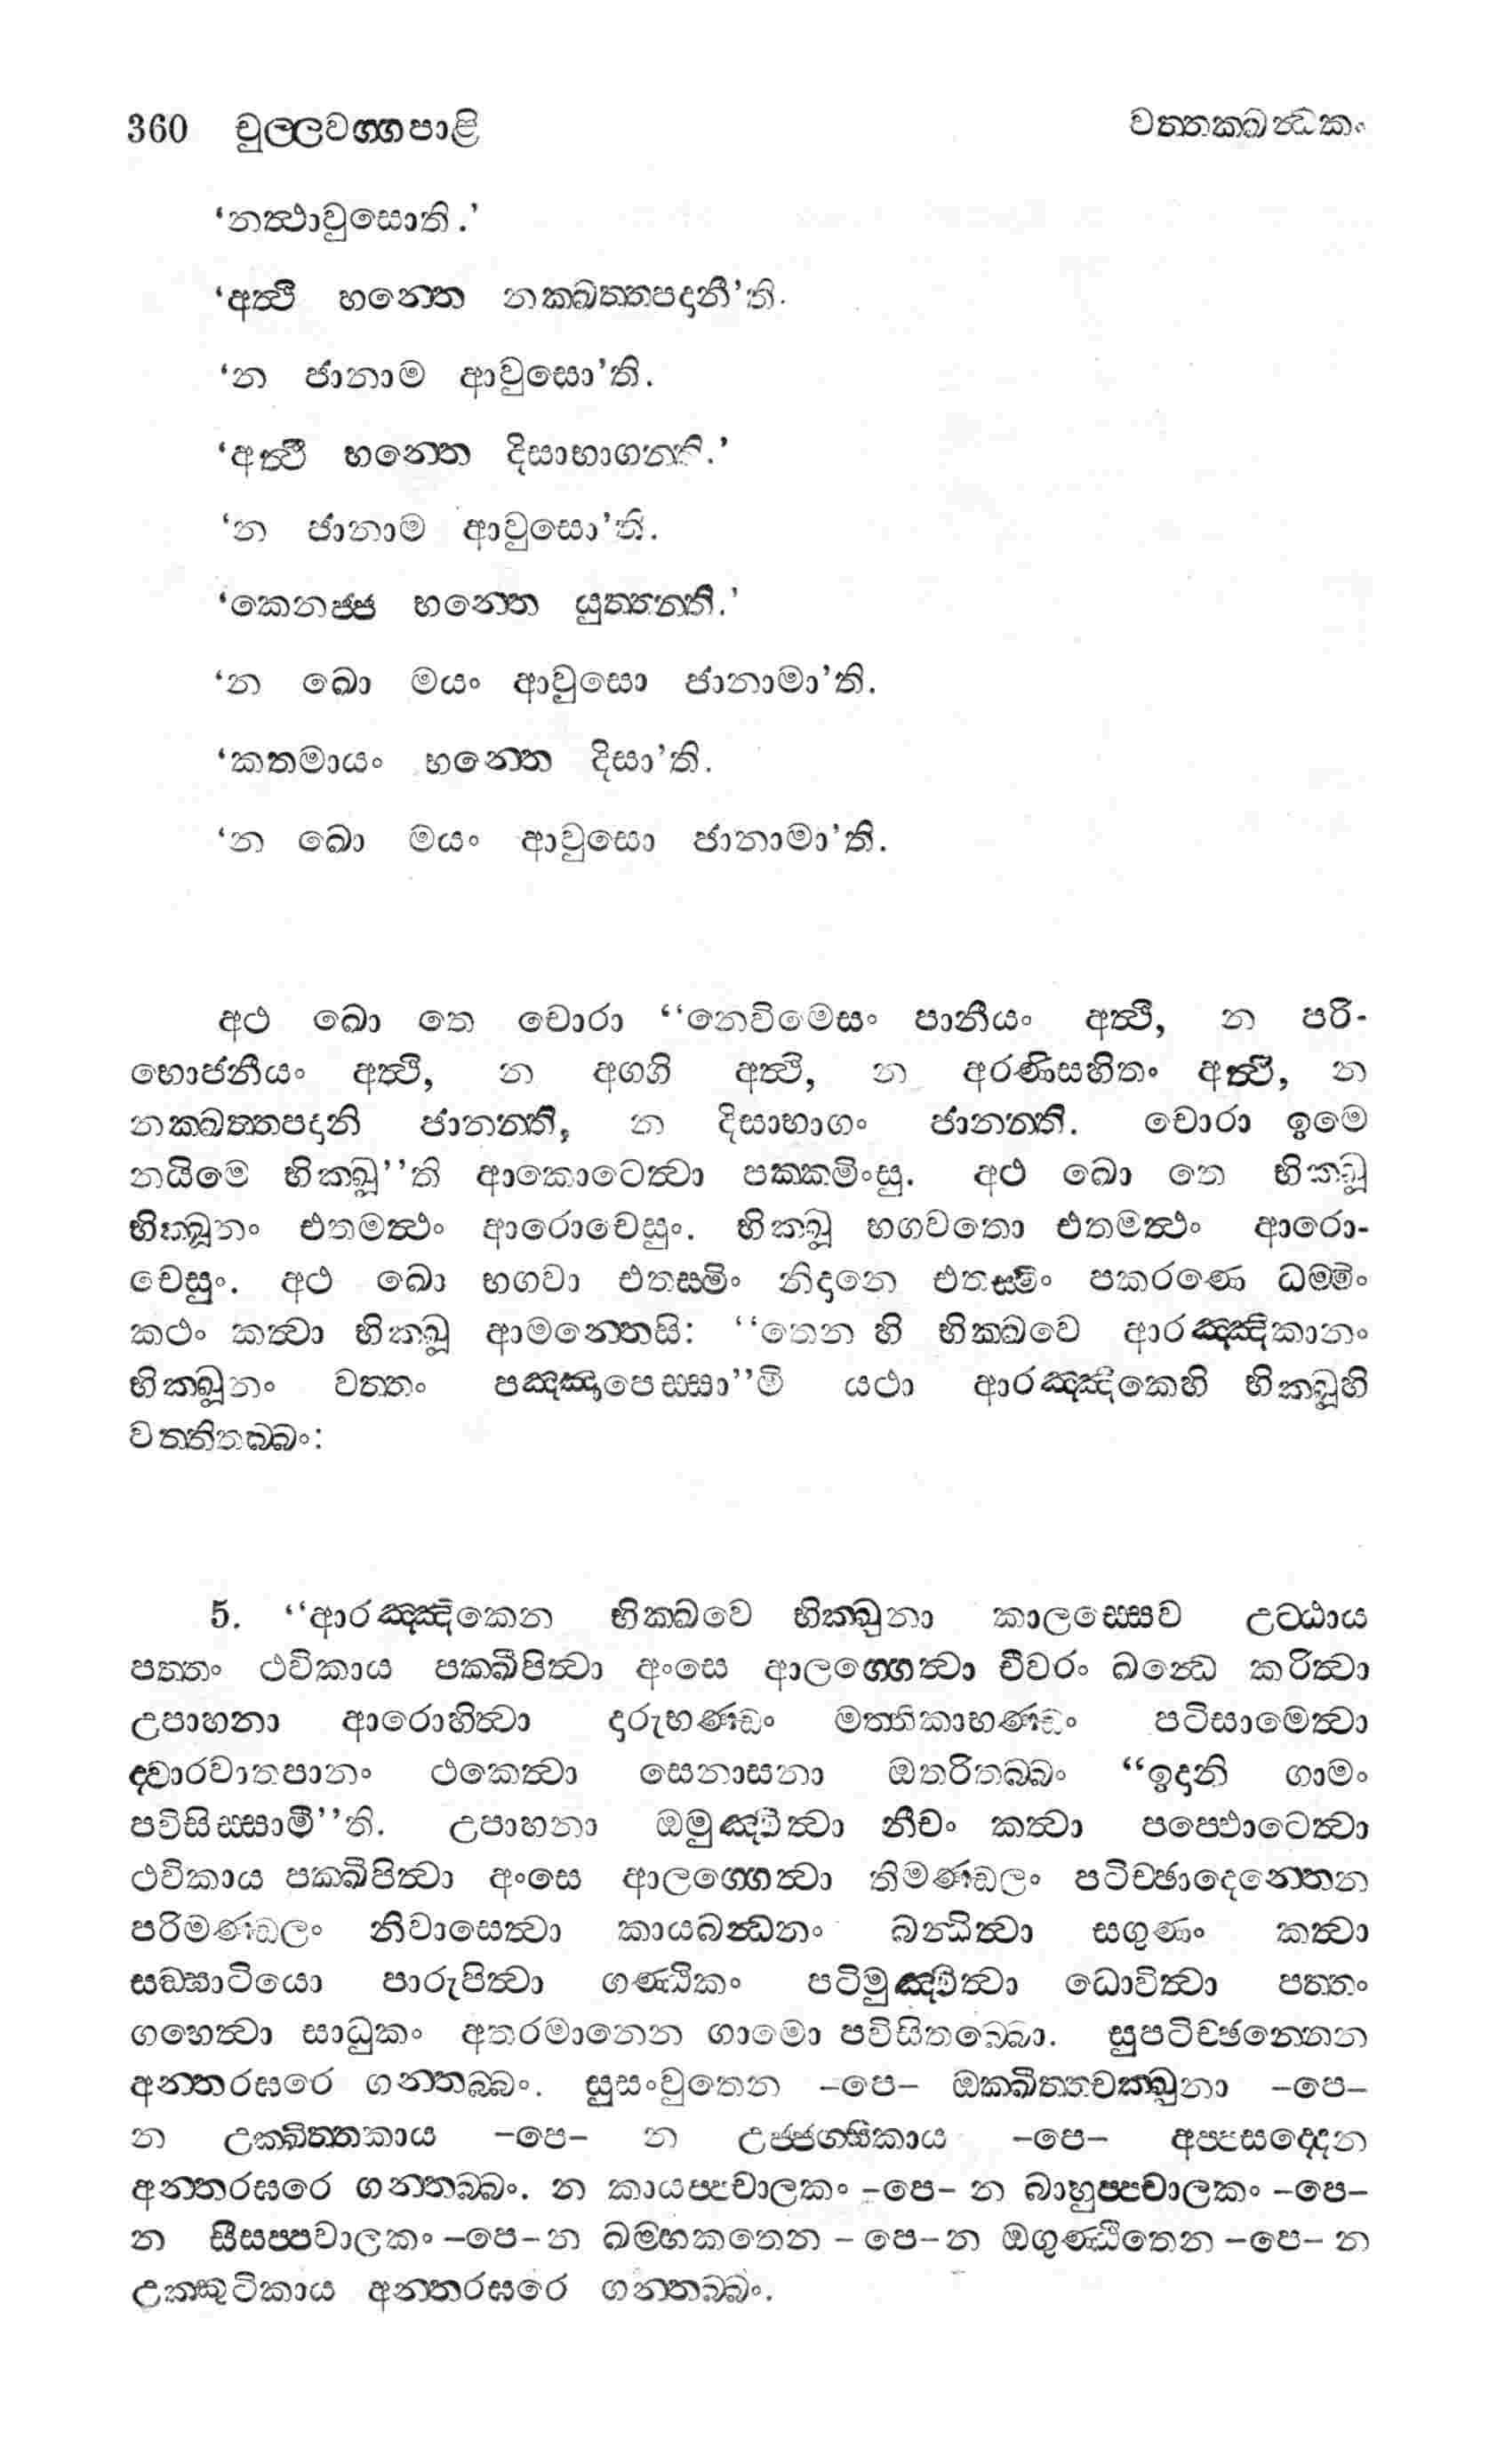 360 චුල්ලවග්ගපාළි වත්තක්ඛන්ධකං
‘නත්ථාවුසොති.’
‘අත්ථි භන්තෙ නක්ඛත්තපදානී’ති.
‘න ජානාම ආවුසො’ති.
‘අත්ථි භන්තෙ දිසාභාගන්ති.’
‘න ජානාම ආවුසො’ති.
‘කෙනජ්ජ භන්තෙ යුත්තන්ති.’
‘න ඛො මයං ආවුසො ජානාමා’ති.
‘කතමායං භන්තෙ දිසා’ති.
‘න ඛො මයං ආවුසො ජානාමා’ති.
අථ ඛො තෙ චොරා “නෙවිමෙසං පානීයං අත්ථි, න පරි-
භොජනීයං අත්ථි, න අග්ගි අත්ථි, න අරණිසහිතං අත්ථි, න
නක්ඛත්තපදානි ජානන්ති, න දිසාභාගං ජානන්ති. චොරා ඉමෙ
නයිමෙ භික්ඛූ”ති ආකොටෙත්වා පක්කමිංසු. අථ ඛො තෙ භික්ඛූ
භික්ඛූනං එතමත්ථං ආරොචෙසුං. භික්ඛූ භගවතො එතමත්ථං ආරො-
චෙසුං. අථ ඛො භගවා එතස්මිං නිදානෙ එතස්මිං පකරණෙ ධම්මිං
කථං කත්වා භික්ඛූ ආමන්තෙසි: “තෙන හි භික්ඛවෙ ආරඤ්ඤිකානං
භික්ඛූනං වත්තං පඤ්ඤාපෙස්සා”මි යථා ආරඤ්ඤිකෙහි භික්ඛූහි
වත්තිතබ්බං:
5. “ආරඤ්ඤිකෙන භික්ඛවෙ භික්ඛුනා කාලස්සෙව උට්ඨාය
පත්තං ථවිකාය පක්ඛිපිත්වා අංසෙ ආලග්ගෙත්වා චීවරං ඛන්ධෙ කරිත්වා
උපාහනා ආරොහිත්වා දාරුභණ්ඩං මත්තිකාභණ්ඩං පටිසාමෙත්වා
ද්වාරවාතපානං ථකෙත්වා සෙනාසනා ඔතරිතබ්බං “ඉදානි ගාමං
පවිසිස්සාමී”ති. උපාහනා ඔමුඤ්චිත්වා නීචං කත්වා පප්ඵොටෙත්වා
ථවිකාය පක්ඛිපිත්වා අංසෙ ආලග්ගෙත්වා තිමණ්ඩලං පටිච්ඡාදෙන්තෙන
පරිමණ්ඩලං නිවාසෙත්වා කායබන්ධනං බන්ධිත්වා සගුණං කත්වා
සඞ්ඝාටියො පාරුපිත්වා ගණ්ඨිකං පටිමුඤ්චිත්වා ධොවිත්වා පත්තං
ගහෙත්වා සාධුකං අතරමානෙන ගාමො පවිසිතබ්බො. සුපටිච්ඡන්නෙන
අන්තරඝරෙ ගන්තබ්බං. සුසංවුතෙන -පෙ- ඔක්ඛිත්තචක්ඛුනා -පෙ-
න උක්ඛිත්තකාය -පෙ- න උජ්ජග්ඝිකාය -පෙ- අප්පසද්දෙන
අන්තරඝරෙ ගන්තබ්බං. න කායප්පචාලකං -පෙ- න බාහුප්පචාලකං -පෙ-
න සීසප්පචාලකං -පෙ- න ඛම්භකතෙන - පෙ- න ඔගුණ්ඨිතෙන -පෙ- න
උක්කුටිකාය අන්තරඝරෙ ගන්තබ්බං.